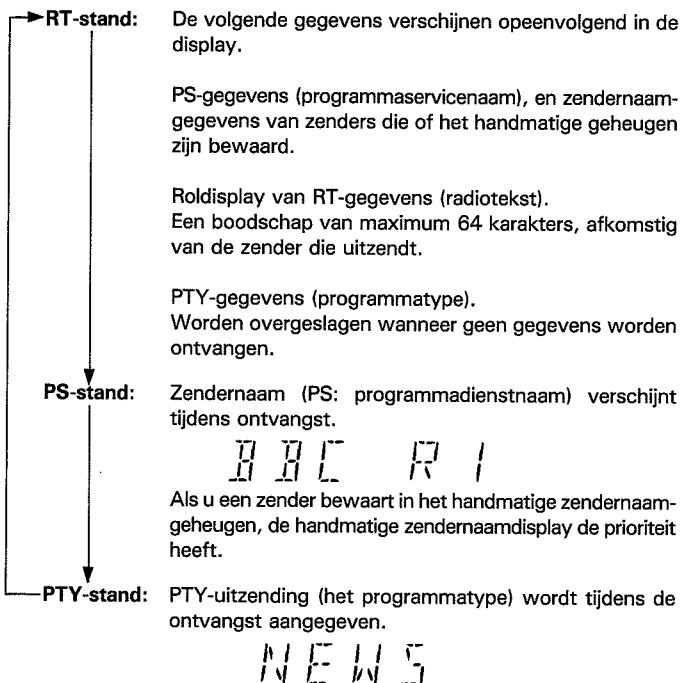 RT-stand: De volgende gegevens verschijnen opeenvolgend in de
display.
PS-gegevens (programmaservicenaam), en zendernaam-
gegevens van zenders die of het handmatige geheugen
zijn bewaard.
Roldisplay van RT-gegevens (radiotekst).
Een boodschap van maximum 64 karakters, afkomstig
van de zender die uitzendt.
PTY-gegevens (programmatype).
Worden overgeslagen wanneer geen gegevens worden
ontvangen.
PS-stand: Zendernaam (PS: programmadienstnaam) verschijnt
tijdens ontvangst.
BBC R1
Als u een zender bewaart in het handmatige zendernaam-
geheugen, de handmatige zendernaamdisplay de prioriteit
heeft.
PTY-stand: PTY-uitzending (het programmatype) wordt tijdens de
ontvangst aangegeven.
NEWS